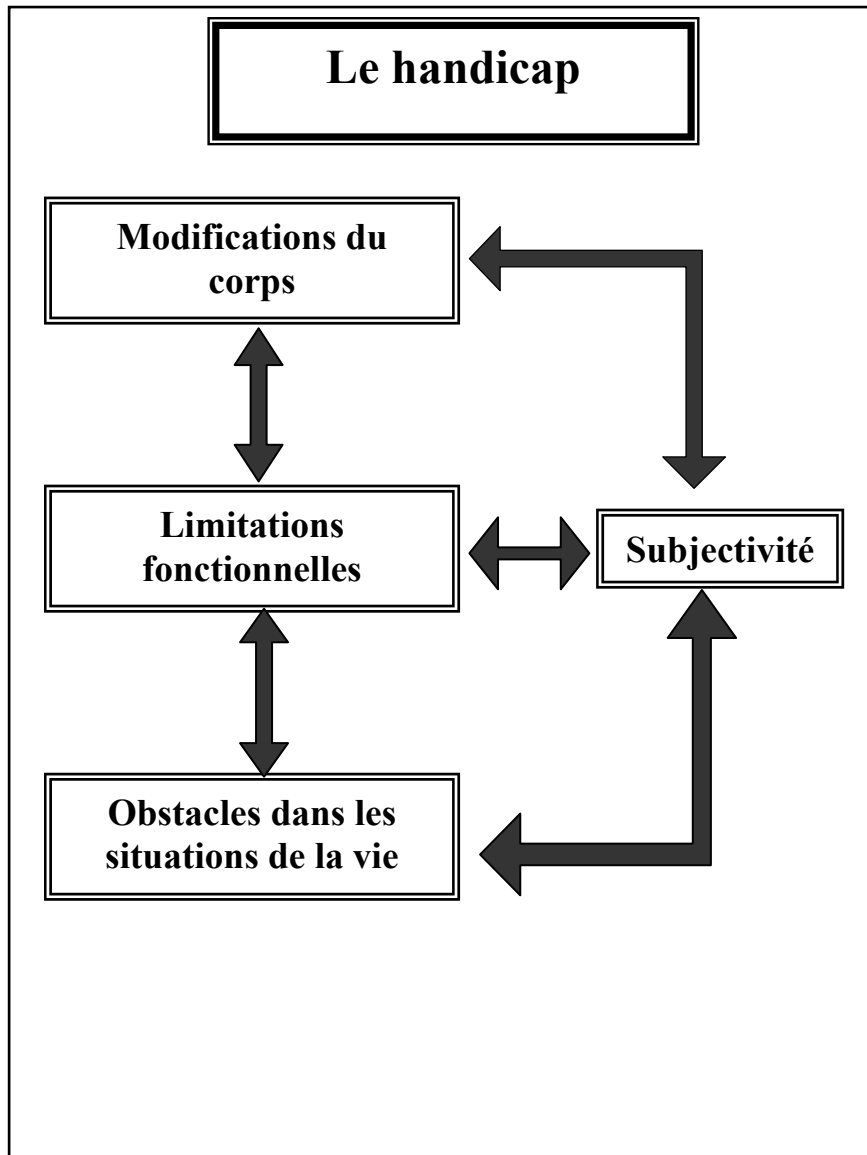 Le handicap
Modifications du
corps
Limitations
fonctionnelles
Subjectivité
Obstacles dans les
situations de la vie